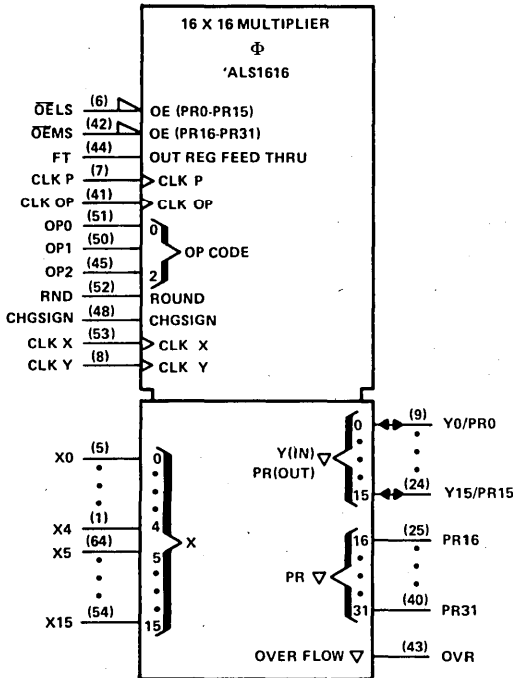 16 X 16 MULTIPLIER
Φ
'ALS1616
OELS (6) OE (PR0-PR15)
OEMS (42) OE (PR16-PR31)
FT (44) OUT REG FEED THRU
CLK P (7) CLK P
CLK OP (41) CLK OP
OP0 (51) 0
OP1 (50) OP CODE
OP2 (45) 2
RND (52) ROUND
CHGSIGN (48) CHGSIGN
CLK X (53) CLK X
CLK Y (8) CLK Y
0 (9) Y0/PR0
X0 (5) 0 Y(IN)
PR(OUT)
15 (24) Y15/PR15
X4 (1) 4 16 (25) PR16
X5 (64) 5 X
PR
31 (40) PR31
X15 (54) 15
OVER FLOW (43) OVR